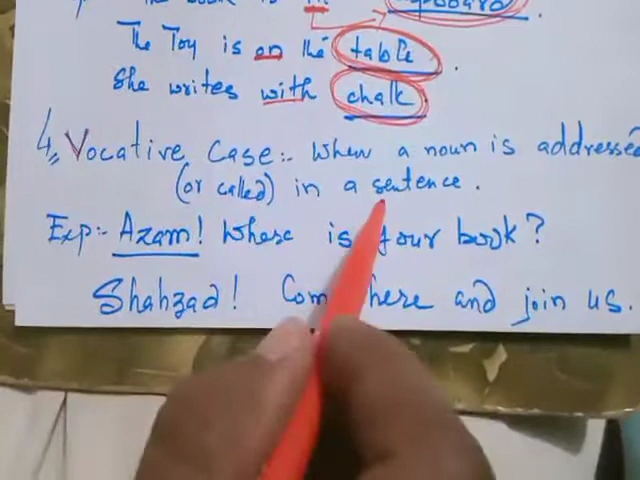 The Toy is on the table.
She writes with chalk.
4, Vocative Case:- When a noun is addressed
(or called) in a sentence.
Exp:- Azam! Whose is your book?
Shahzad! Come here and join us.